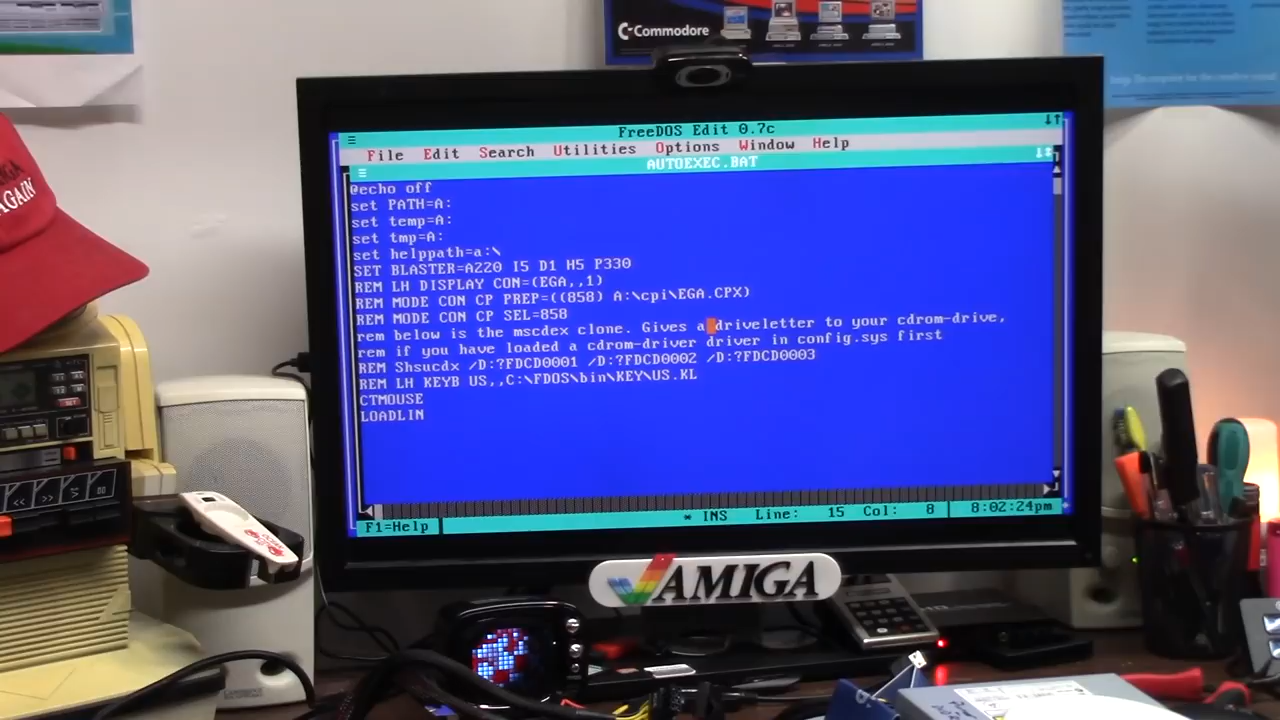 Commodore
FreeDOS Edit 0.7c
File Edit Search Utilities Options Window Help
AUTOEXEC.BAT
@echo off
set PATH=A:
set temp=A:
set tmp=A:
set helppath=a:\
SET BLASTER=A220 I5 D1 H5 P330
REM LH DISPLAY CON=(EGA,,1)
REM MODE CON CP PREP=((858) A:\cpi\EGA.CPX)
REM MODE CON CP SEL=858
rem below is the mscdex clone. Gives a driveletter to your cdrom-drive,
rem if you have loaded a cdrom-driver driver in config.sys first
REM Shsucdx /D:?FDCD0001 /D:?FDCD0002 /D:?FDCD0003
REM LH KEYB US,,C:\FDOS\bin\KEY\US.KL
CTMOUSE
LOADLIN
F1=Help * INS Line: 15 Col: 8 8:02:24pm
AMIGA
AGAIN